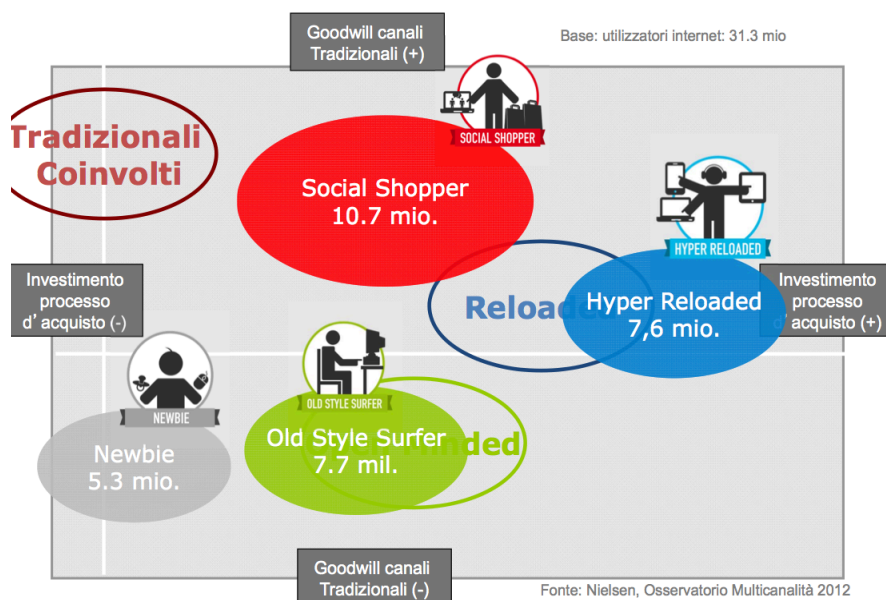 Goodwill canali
Tradizionali (+)
Base: utilizzatori internet: 31.3 mio
SOCIAL SHOPPER
Tradizionali
Coinvolti
Social Shopper
10.7 mio.
HYPER RELOADED
Investimento
processo
d'acquisto (-)
Reloaded
Hyper Reloaded
7,6 mio.
Investimento
processo
d'acquisto (+)
NEWBIE
OLD STYLE SURFER
Newbie
5.3 mio.
Old Style Surfer
7.7 mil.
Open Minded
Goodwill canali
Tradizionali (-)
Fonte: Nielsen, Osservatorio Multicanalità 2012